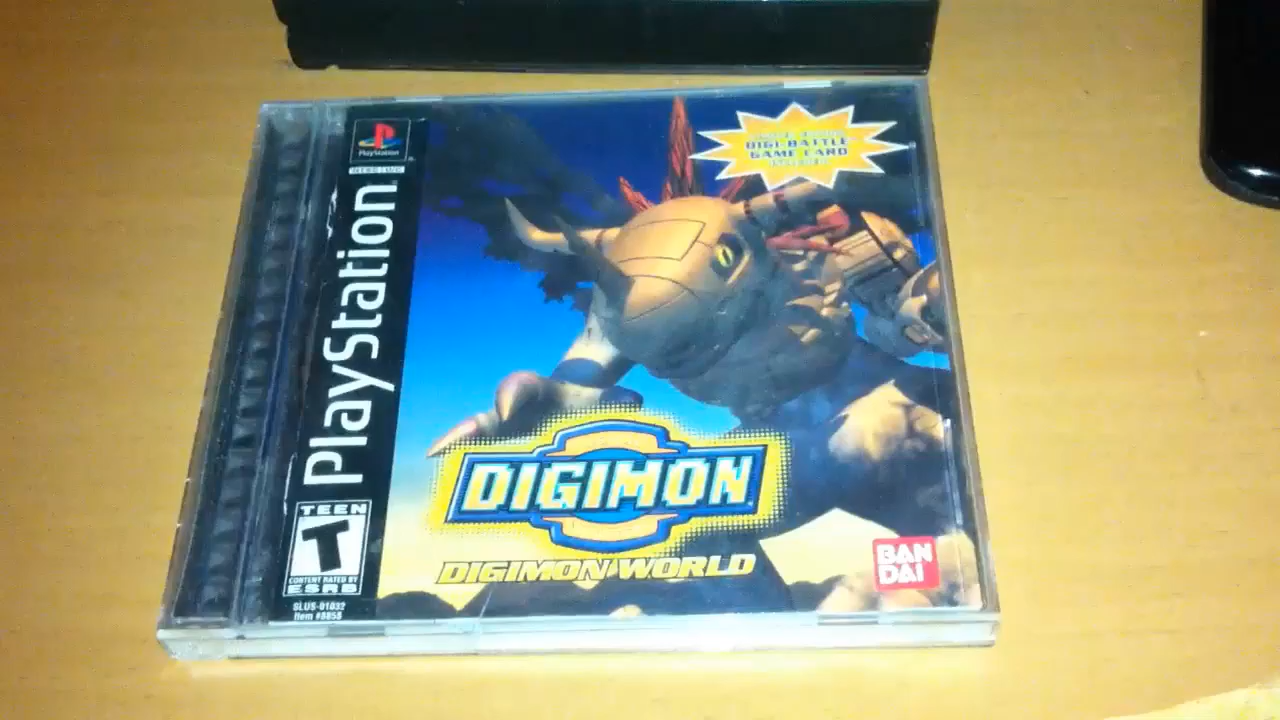 PlayStation
NTSC U/C
PlayStation
DIGI-BATTLE
GAME CARD
DIGIMON
DIGIMON WORLD
BAN
DAI
TEEN
T
CONTENT RATED BY
ESRB
SLUS-01032
Item #8858